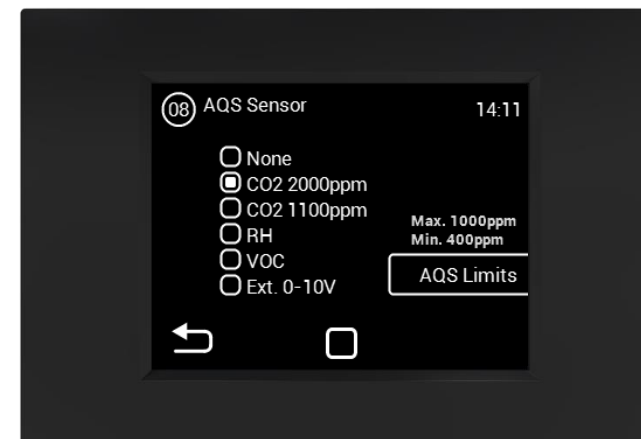 08 AQS Sensor
14:11
None
CO2 2000ppm
CO2 1100ppm
RH
VOC
Ext. 0-10V
Max. 1000ppm
Min. 400ppm
AQS Limits